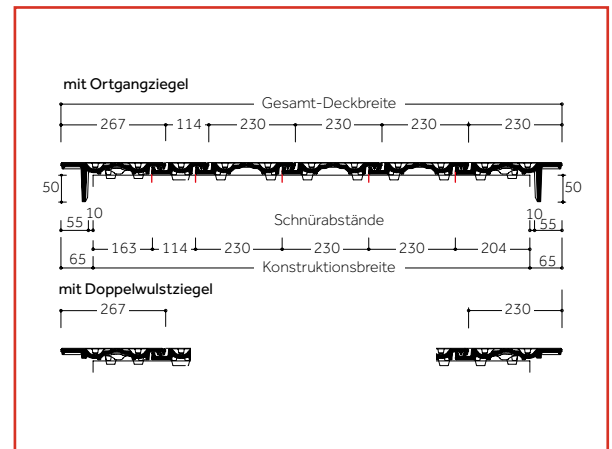 mit Ortgangziegel
Gesamt-Deckbreite
267 114 230 230 230 230
50 50
10 10
55 Schnürabstände 55
163 114 230 230 230 204
65 Konstruktionsbreite 65
mit Doppelwulstziegel
267 230